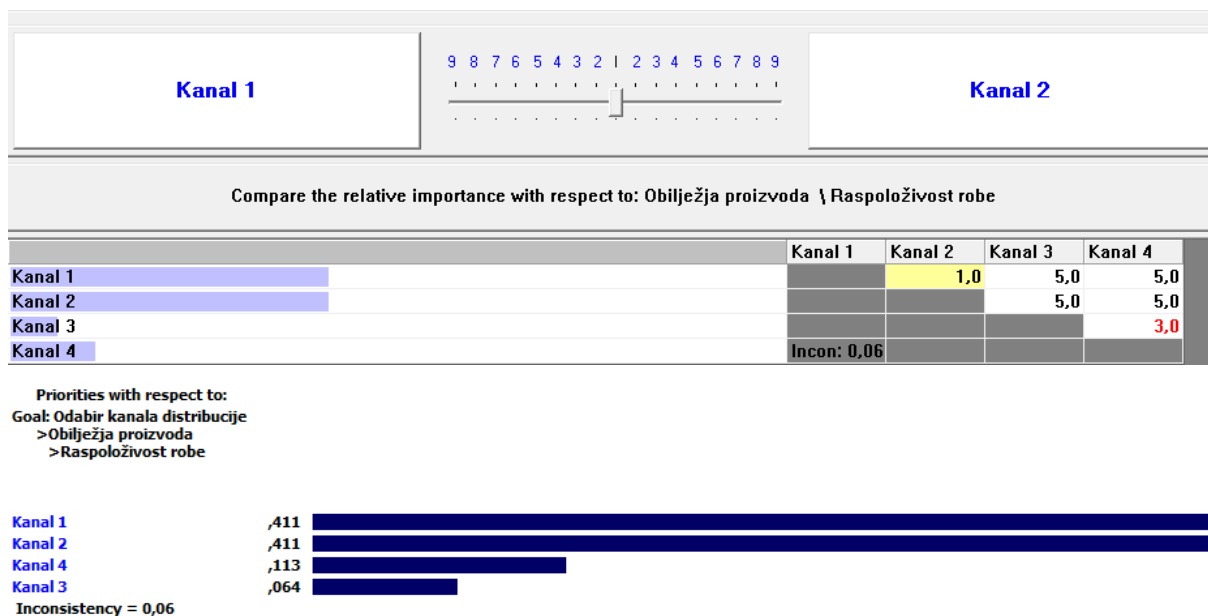 Kanal 1
9 8 7 6 5 4 3 2 | 2 3 4 5 6 7 8 9
Kanal 2
Compare the relative importance with respect to: Obilježja proizvoda \ Raspoloživost robe
Kanal 1 Kanal 2 Kanal 3 Kanal 4
Kanal 1 1,0 5,0 5,0
Kanal 2 5,0 5,0
Kanal 3 3,0
Kanal 4 Incon: 0,06
Priorities with respect to:
Goal: Odabir kanala distribucije
>Obilježja proizvoda
>Raspoloživost robe
Kanal 1 ,411
Kanal 2 ,411
Kanal 4 ,113
Kanal 3 ,064
Inconsistency = 0,06